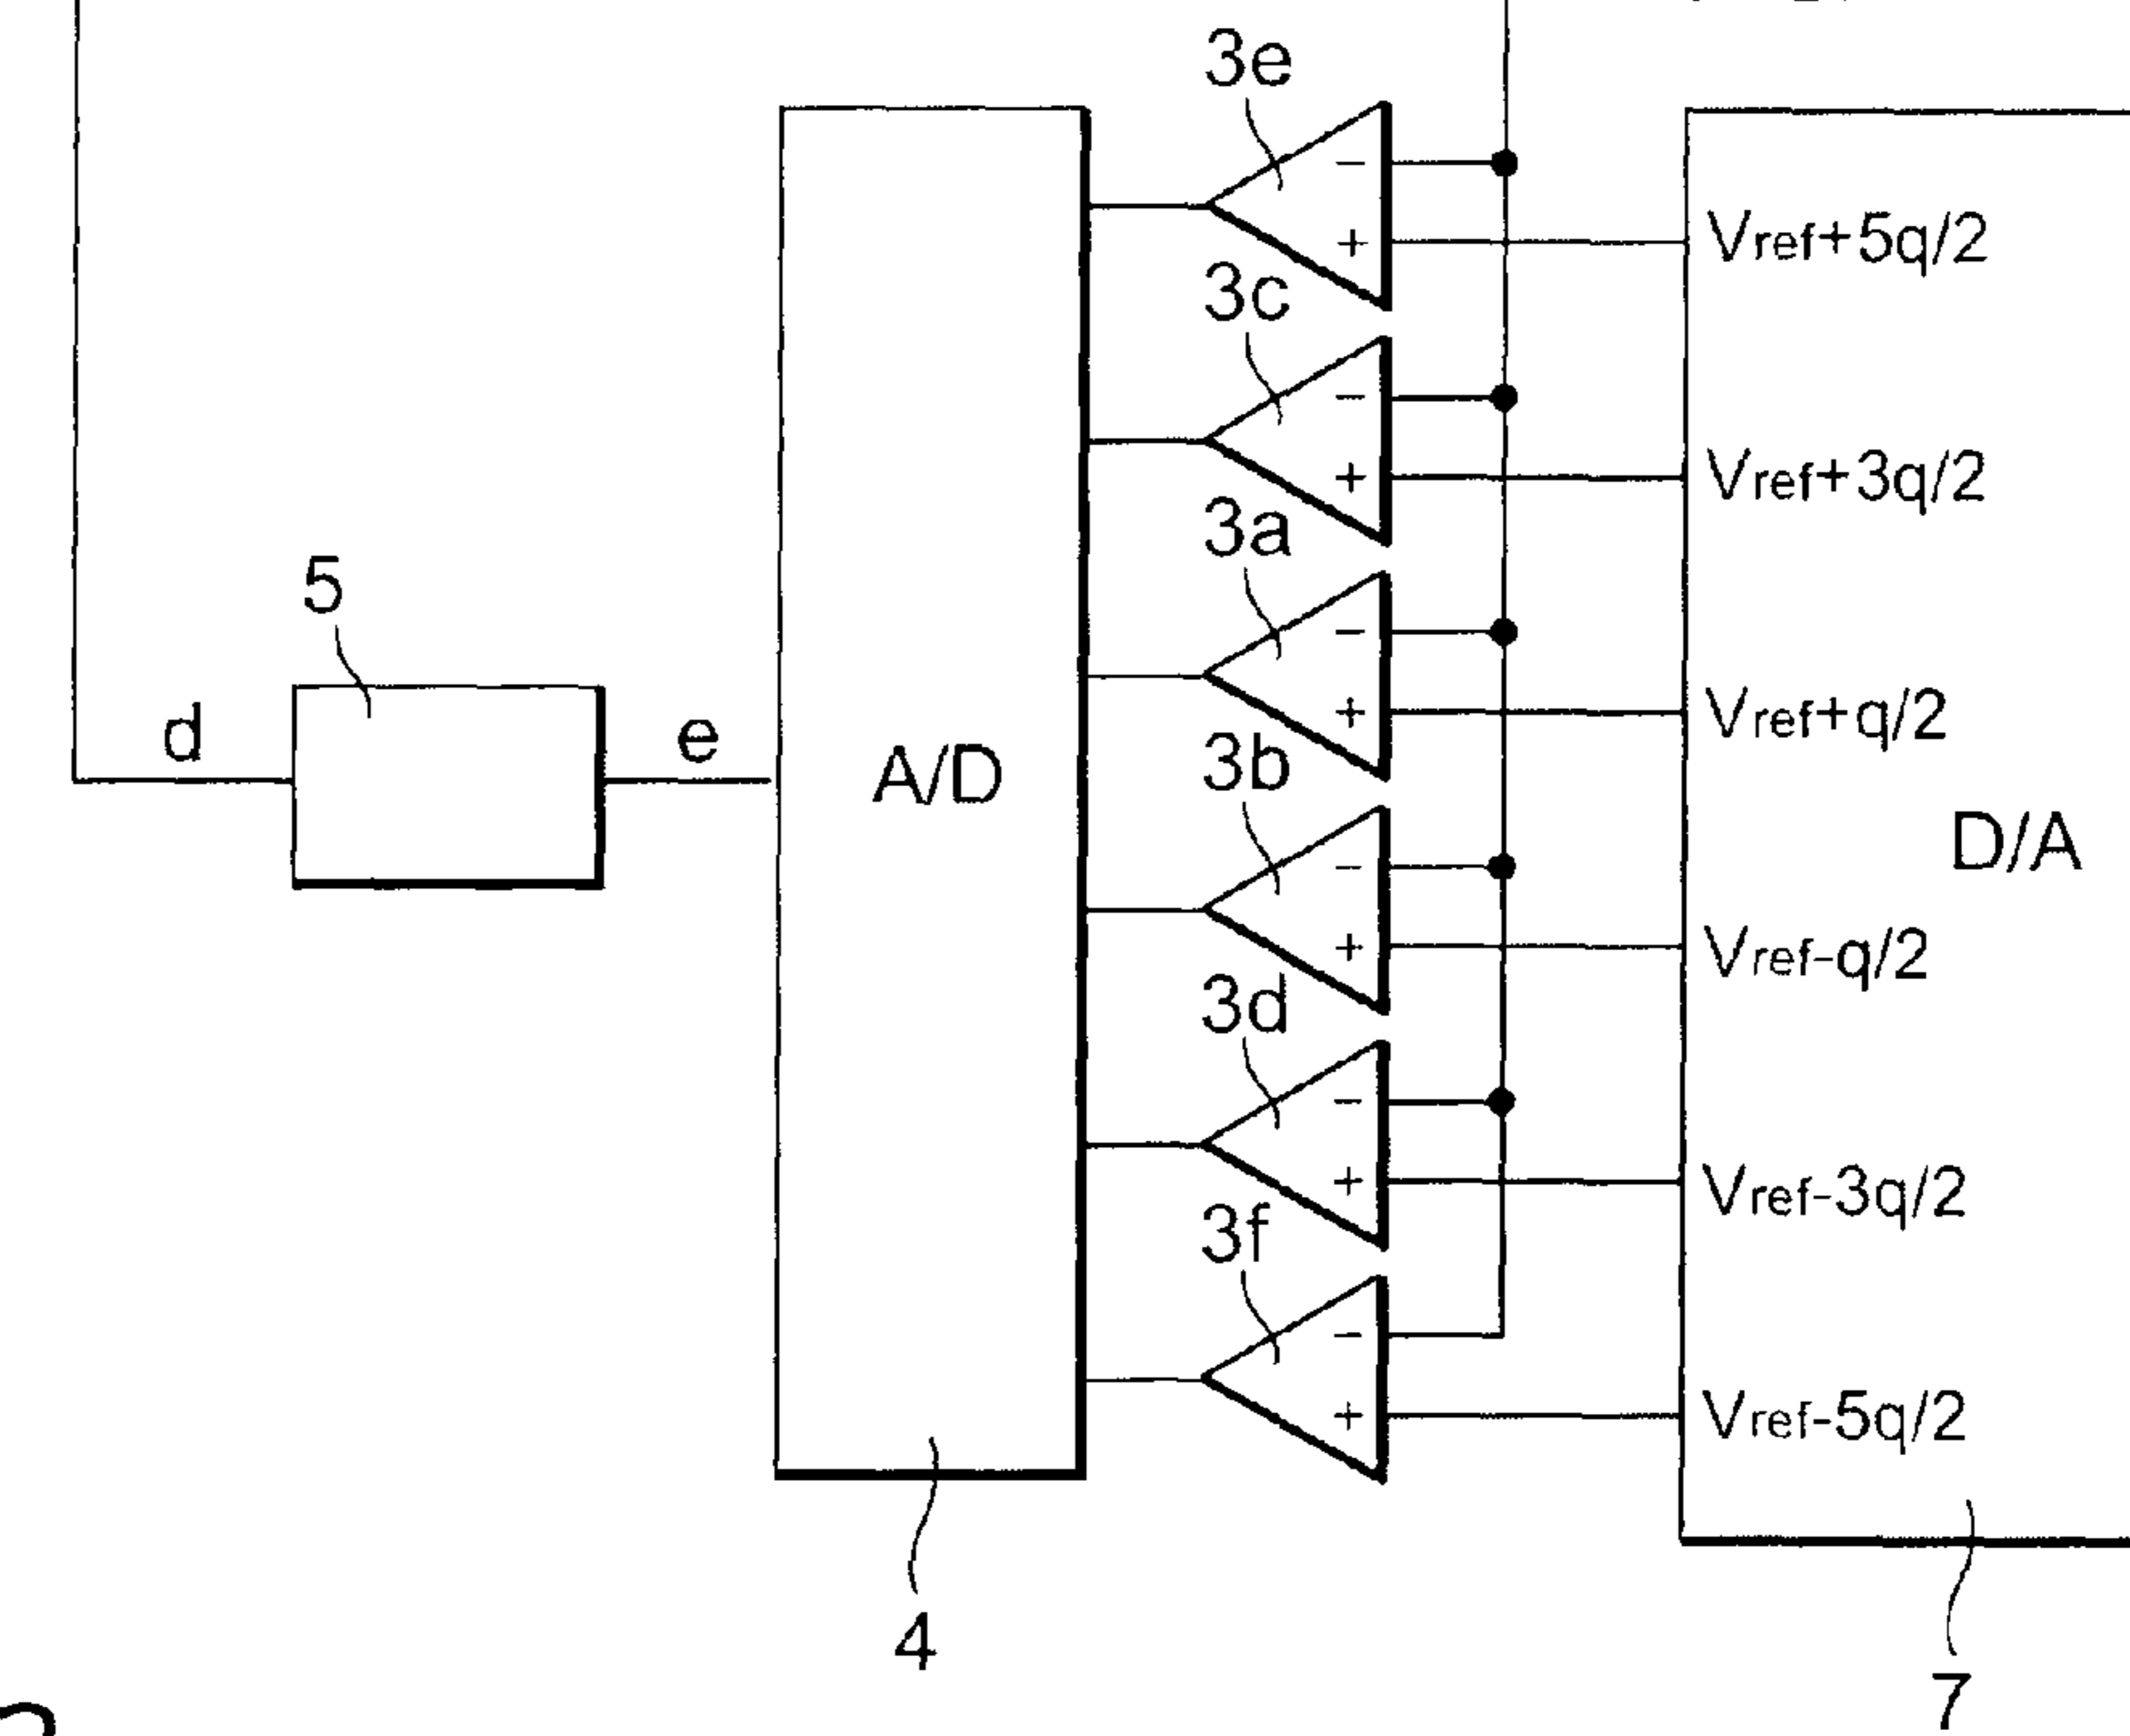 3e
−
+
Vref+5q/2
3c
−
+
Vref+3q/2
3a
−
+
Vref+q/2
5
d
e
A/D
3b
−
+
D/A
Vref-q/2
3d
−
+
Vref-3q/2
3f
−
+
Vref-5q/2
4
7